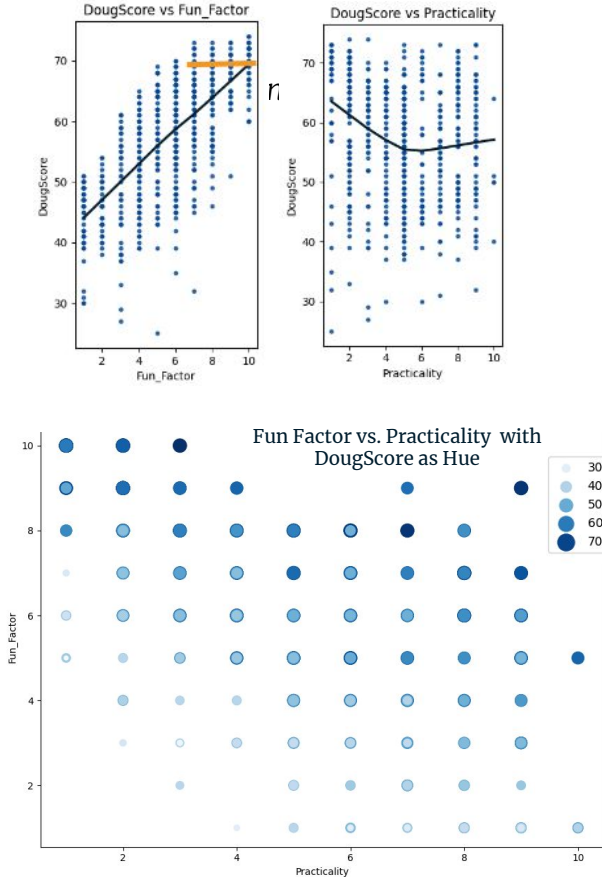 DougScore vs Fun_Factor
DougScore
70
60
50
40
30
2 4 6 8 10
Fun_Factor
DougScore vs Practicality
DougScore
70
60
50
40
30
2 4 6 8 10
Practicality
Fun Factor vs. Practicality with
DougScore as Hue
30
40
50
60
70
Fun_Factor
10
8
6
4
2
2 4 6 8 10
Practicality